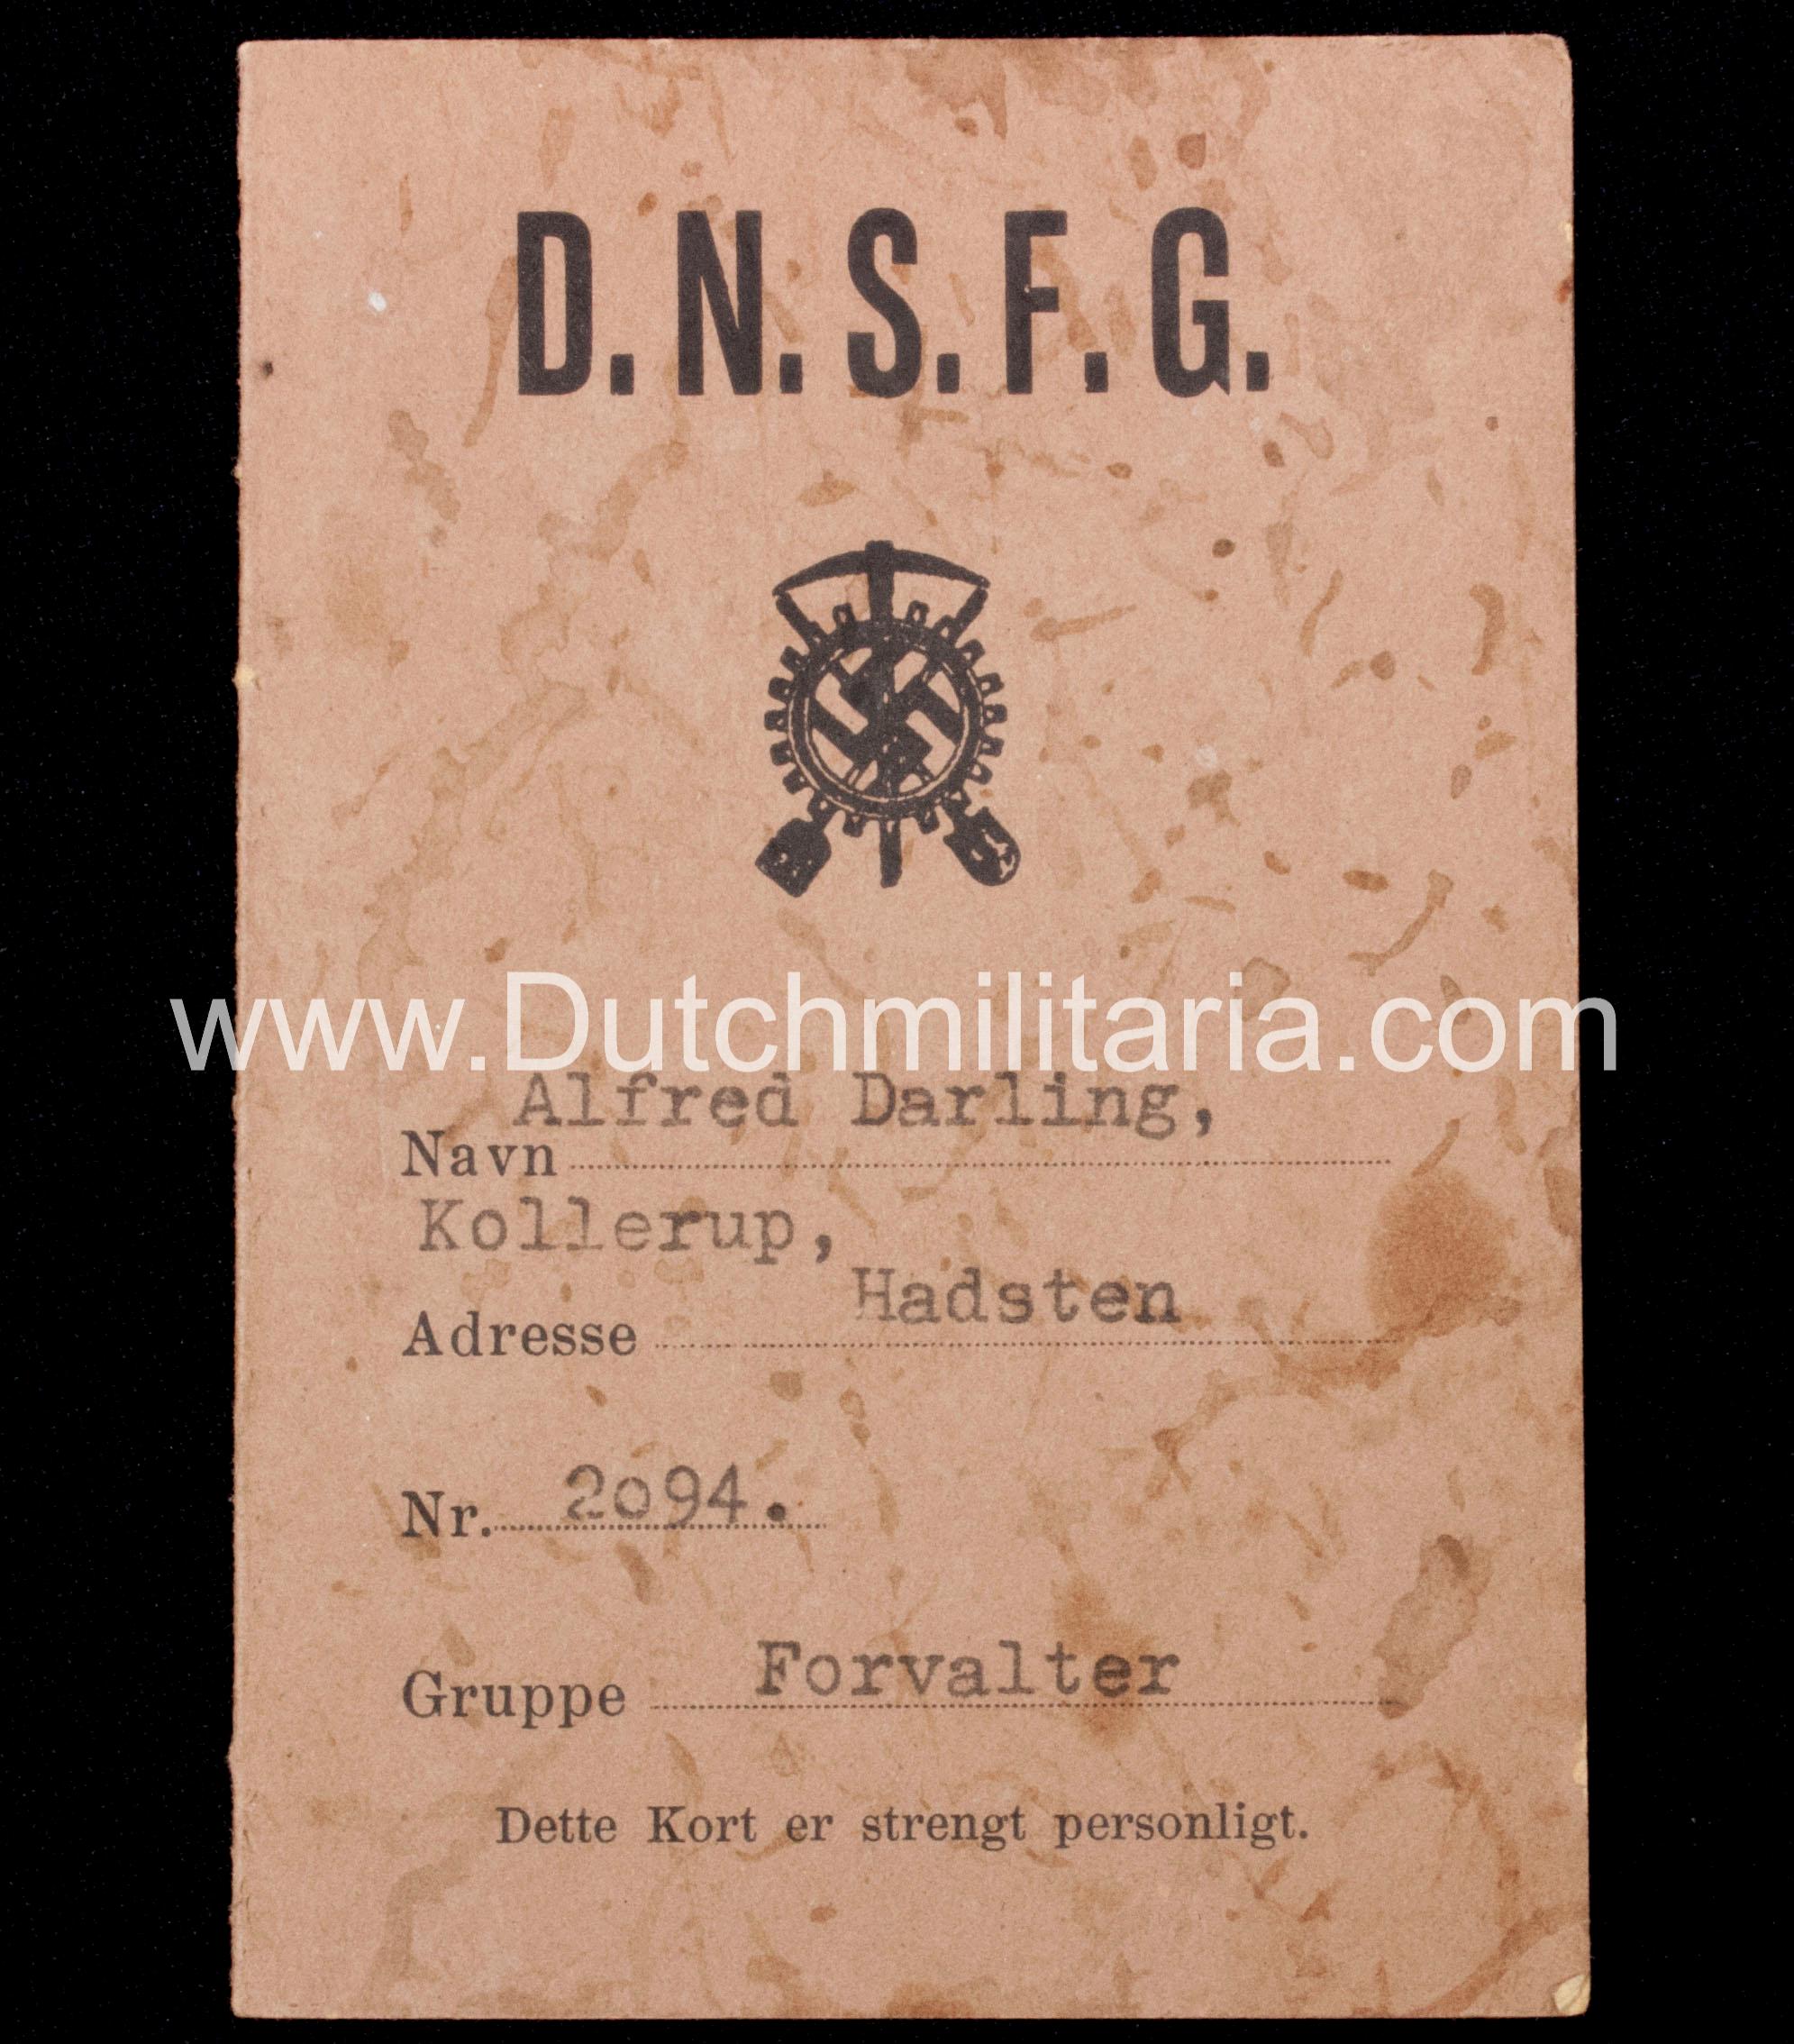 D. N. S. F. G.
www.Dutchmilitaria.com
Alfred Darling,
Navn
Kollerup,
Hadsten
Adresse
Nr. 2o94.
Gruppe Forvalter
Dette Kort er strengt personligt.